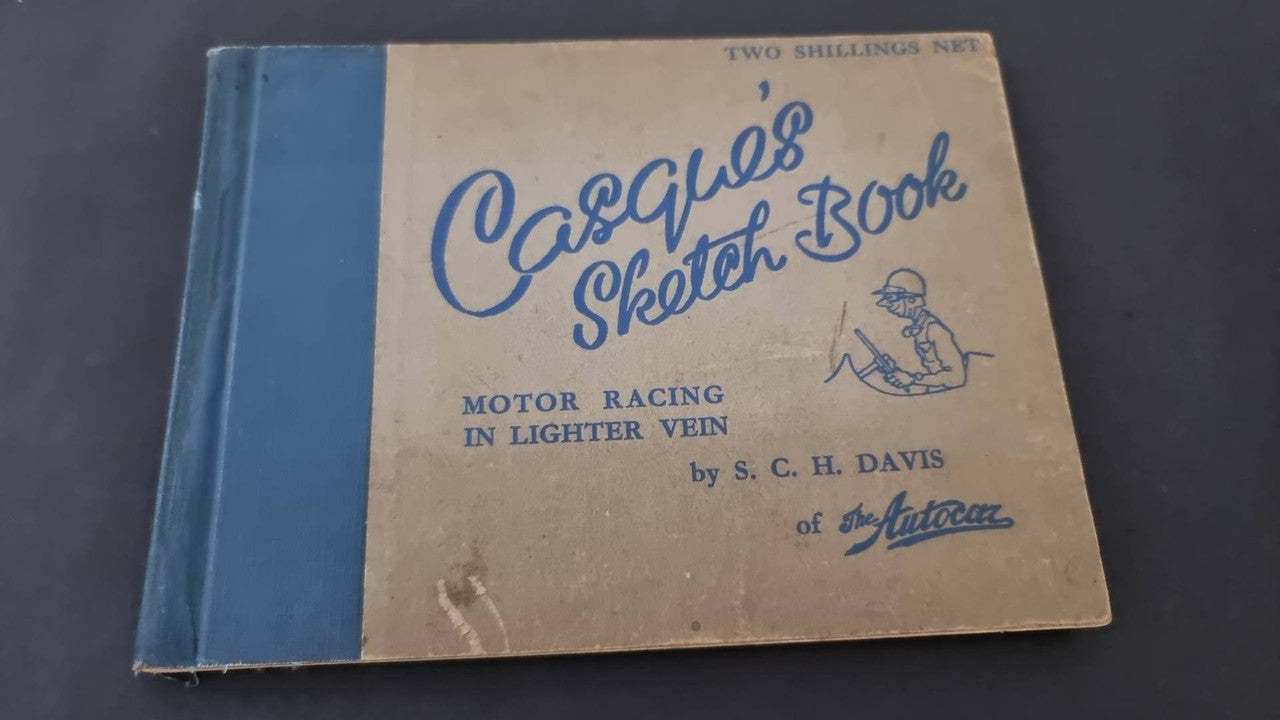 TWO SHILLINGS NET
Casque's
Sketch Book
MOTOR RACING
IN LIGHTER VEIN
by S. C. H. DAVIS
of The Autocar